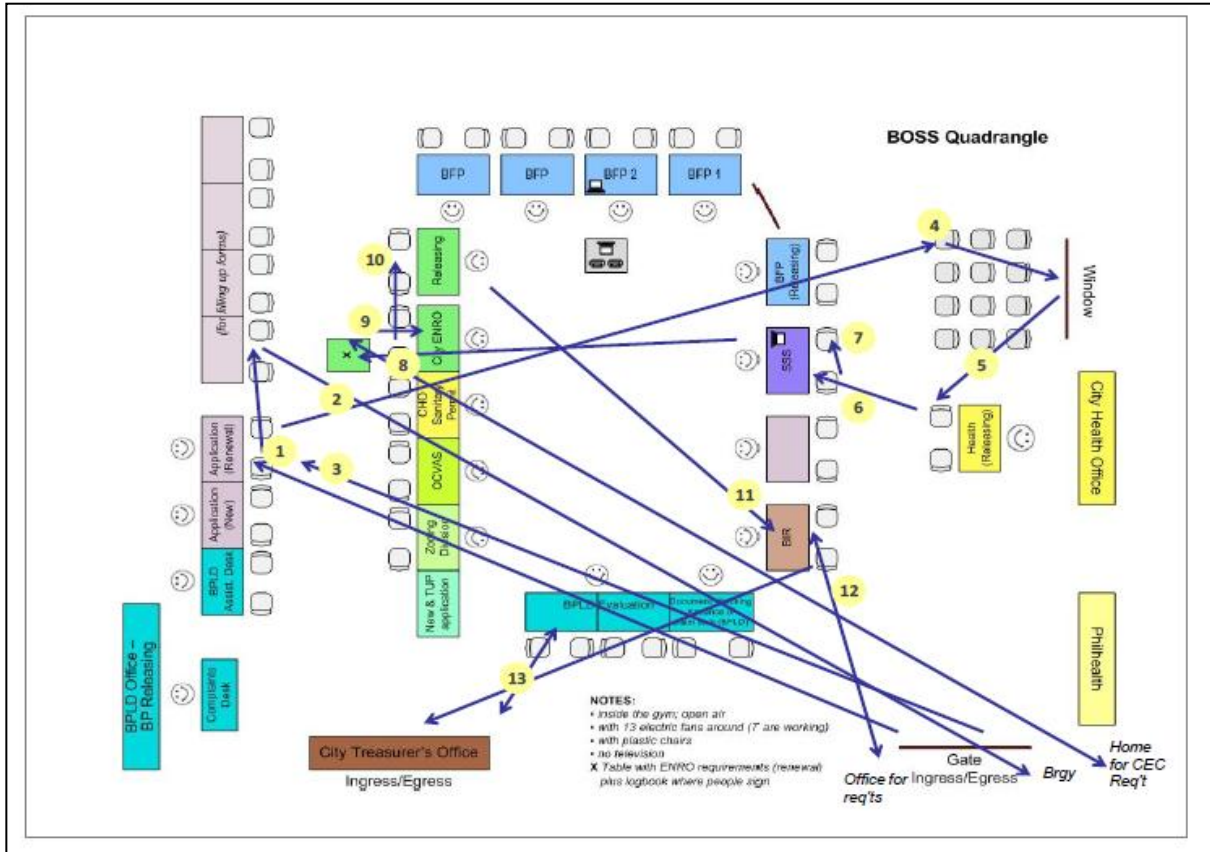 BOSS Quadrangle
BFP
BFP
BFP 2
BFP 1
(for filling up forms)
Releasing
City ENRO
CHO
Sanitary
Permit
OCVAS
Zoning
Division
New & TUP
application
X
BFP
(Releasing)
SSS
BIR
Window
Health
(Releasing)
City Health Office
Philhealth
Application
(Renewal)
Application
(New)
BPLD
Assist. Desk
Complaints
Desk
BPLD Office –
BP Releasing
BPLD Evaluation
City Treasurer's Office
Ingress/Egress
1
2
3
4
5
6
7
8
9
10
11
12
13
NOTES:
• inside the gym; open air
• with 13 electric fans around (7 are working)
• with plastic chairs
• no television
X Table with ENRO requirements (renewal)
plus logbook where people sign
Gate
Ingress/Egress
Office for
req'ts
Brgy
Home
for CEC
Req't